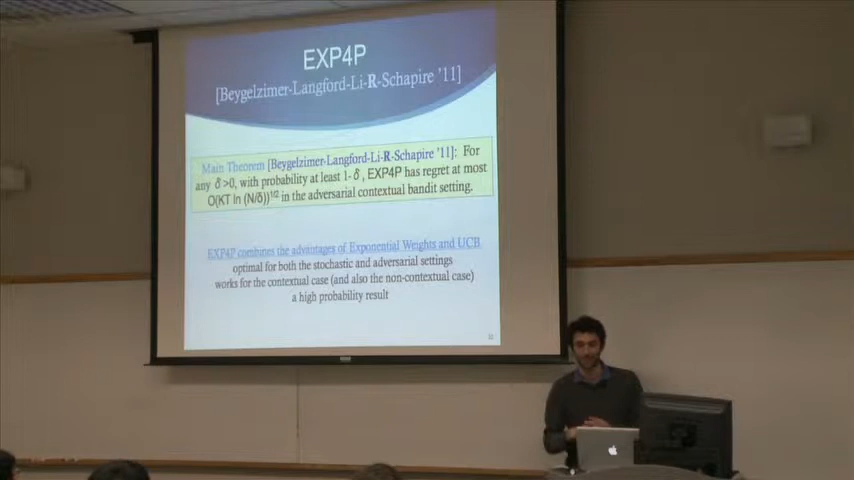 EXP4P
[Beygelzimer-Langford-Li-R-Schapire '11]
Main Theorem [Beygelzimer-Langford-Li-R-Schapire '11]: For
any δ>0, with probability at least 1-δ, EXP4P has regret at most
O(KT ln (N/δ))^1/2 in the adversarial contextual bandit setting.
EXP4P combines the advantages of Exponential Weights and UCB
optimal for both the stochastic and adversarial settings
works for the contextual case (and also the non-contextual case)
a high probability result